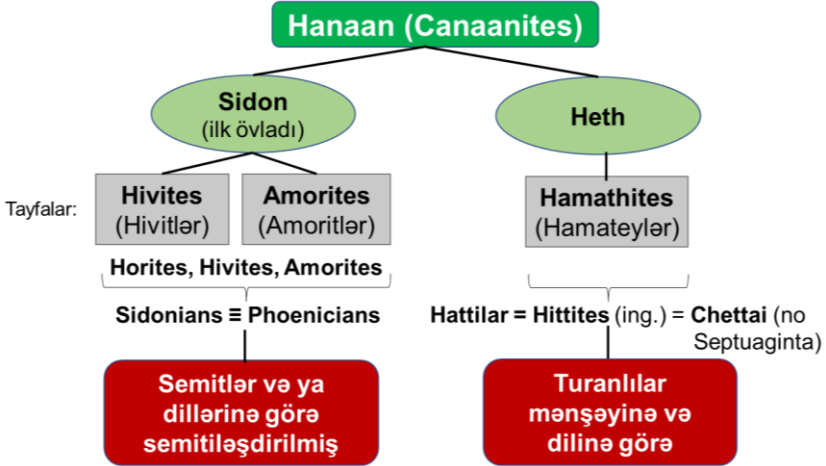 Hanaan (Canaanites)
Sidon
(ilk övladı)
Heth
Tayfalar:
Hivites
(Hivitlər)
Amorites
(Amoritlər)
Hamathites
(Hamateylər)
Horites, Hivites, Amorites
Sidonians ≡ Phoenicians
Hattilar = Hittites (ing.) = Chettai (no
Septuaginta)
Semitlər və ya
dillərinə görə
semitiləşdirilmiş
Turanlılar
mənşəyinə və
dilinə görə